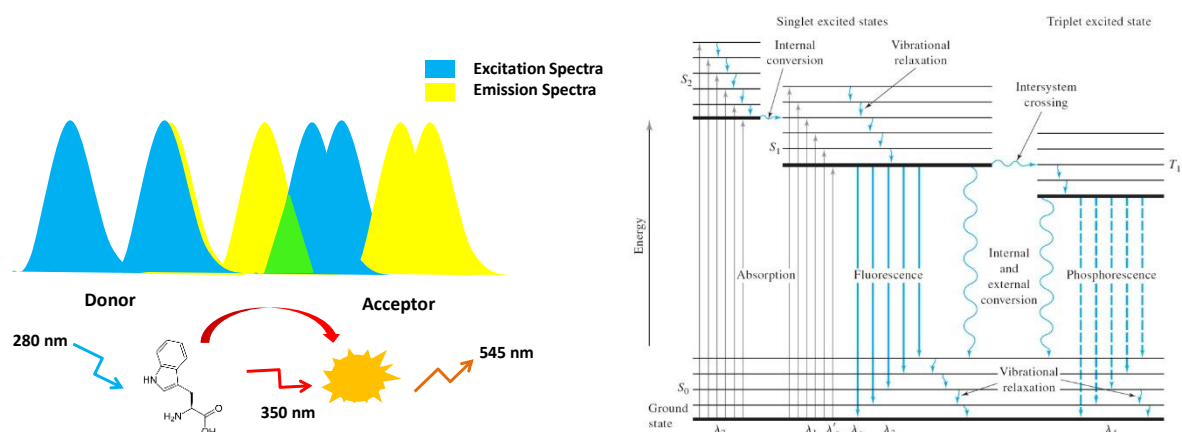 Excitation Spectra
Emission Spectra
Donor
Acceptor
280 nm
HN
H₂N
O
OH
350 nm
545 nm
Singlet excited states
Triplet excited state
Internal
conversion
Vibrational
relaxation
Intersystem
crossing
S₂
S₁
T₁
Energy
Absorption
Fluorescence
Internal
and
external
conversion
Phosphorescence
Vibrational
relaxation
S₀
Ground
state